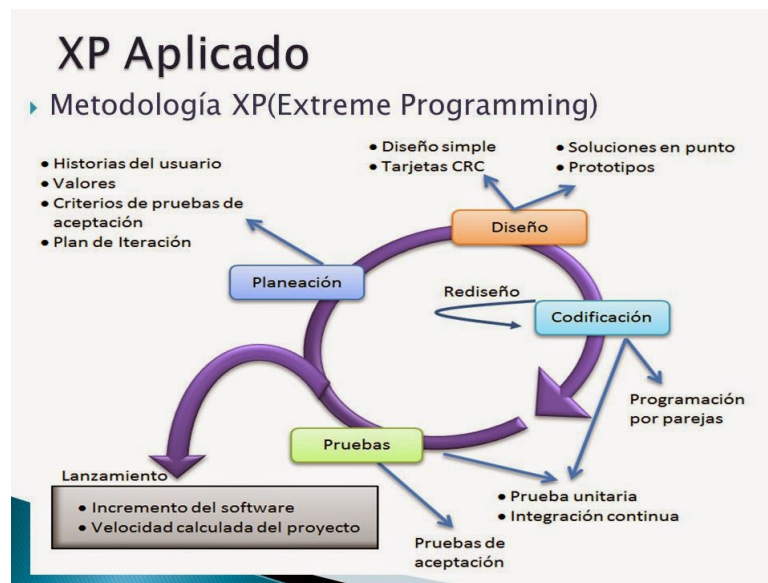 XP Aplicado
Metodología XP(Extreme Programming)
• Historias del usuario
• Valores
• Criterios de pruebas de
aceptación
• Plan de Iteración
• Diseño simple
• Tarjetas CRC
• Soluciones en punto
• Prototipos
Diseño
Planeación
Rediseño
Codificación
Programación
por parejas
Pruebas
Lanzamiento
• Incremento del software
• Velocidad calculada del proyecto
• Prueba unitaria
• Integración continua
Pruebas de
aceptación